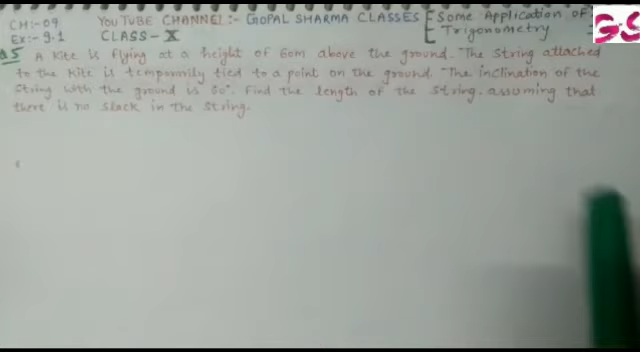 CH:-09 YOUTUBE CHANNEL:- GOPAL SHARMA CLASSES [Some Application of
Ex:-9.1 CLASS-X Trigonometry
GS
Q5 A Kite is flying at a height of 60m above the ground. The string attached
to the Kite is temporrily tied to a point on the ground. The inclination of the
string with the ground is 60°. Find the length of the string. assuming that
there is no slack in the string.